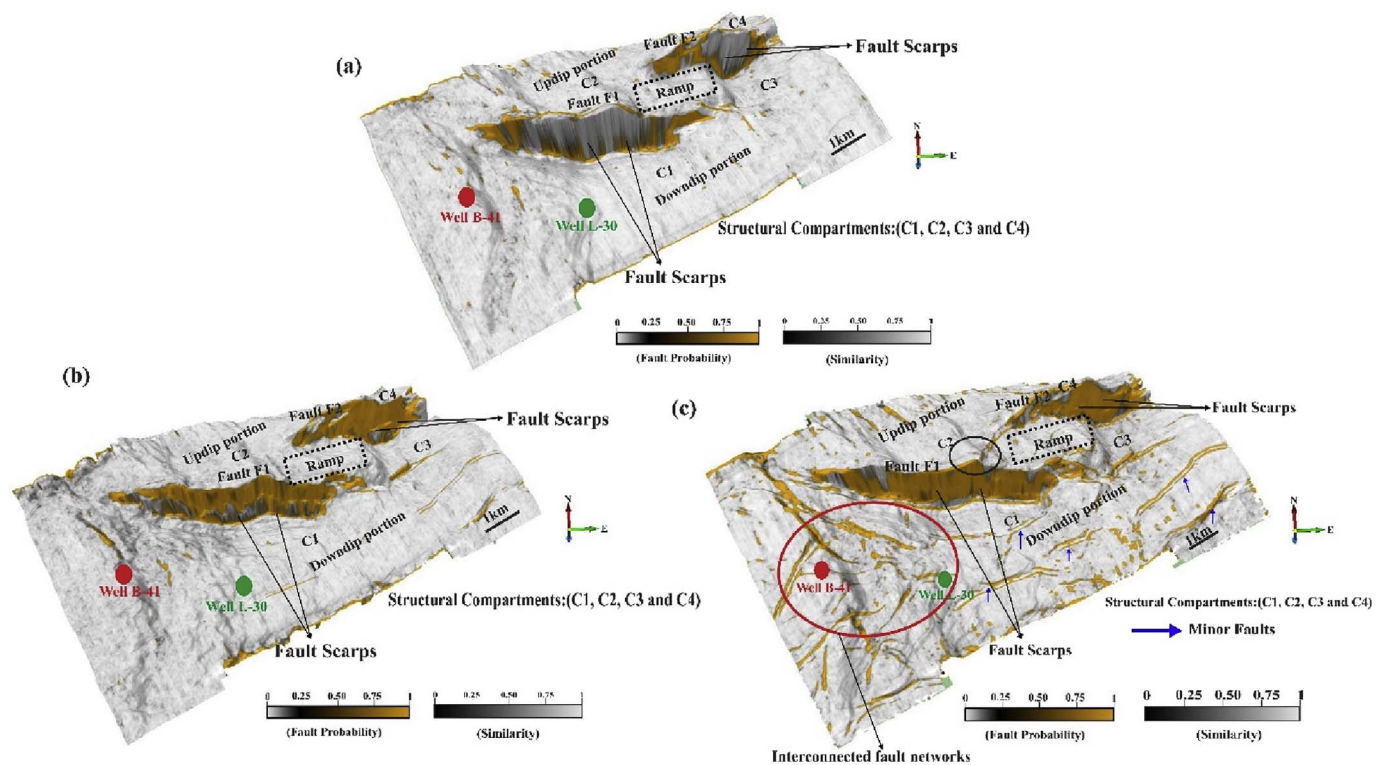 (a)
C4
Fault F2
Fault Scarps
Updip portion
C2
Ramp
C3
Fault F1
1km
N
E
C1
Downdip portion
Well B-41
Well L-30
Structural Compartments:(C1, C2, C3 and C4)
Fault Scarps
0 0.25 0.50 0.75 1
(Fault Probability)
0 0.25 0.50 0.75 1
(Similarity)
(b)
C4
Fault F2
Fault Scarps
Updip portion
C2
Ramp
C3
Fault F1
1km
N
E
C1
Downdip portion
Well B-41
Well L-30
Structural Compartments:(C1, C2, C3 and C4)
Fault Scarps
0 0.25 0.50 0.75 1
(Fault Probability)
0 0.25 0.50 0.75 1
(Similarity)
(c)
C4
Fault F2
Fault Scarps
Updip portion
C2
Ramp
C3
Fault F1
1km
N
E
C1
Downdip portion
Well B-41
Well L-30
Structural Compartments:(C1, C2, C3 and C4)
Minor Faults
Fault Scarps
0 0.25 0.50 0.75 1
(Fault Probability)
0 0.25 0.50 0.75 1
(Similarity)
Interconnected fault networks